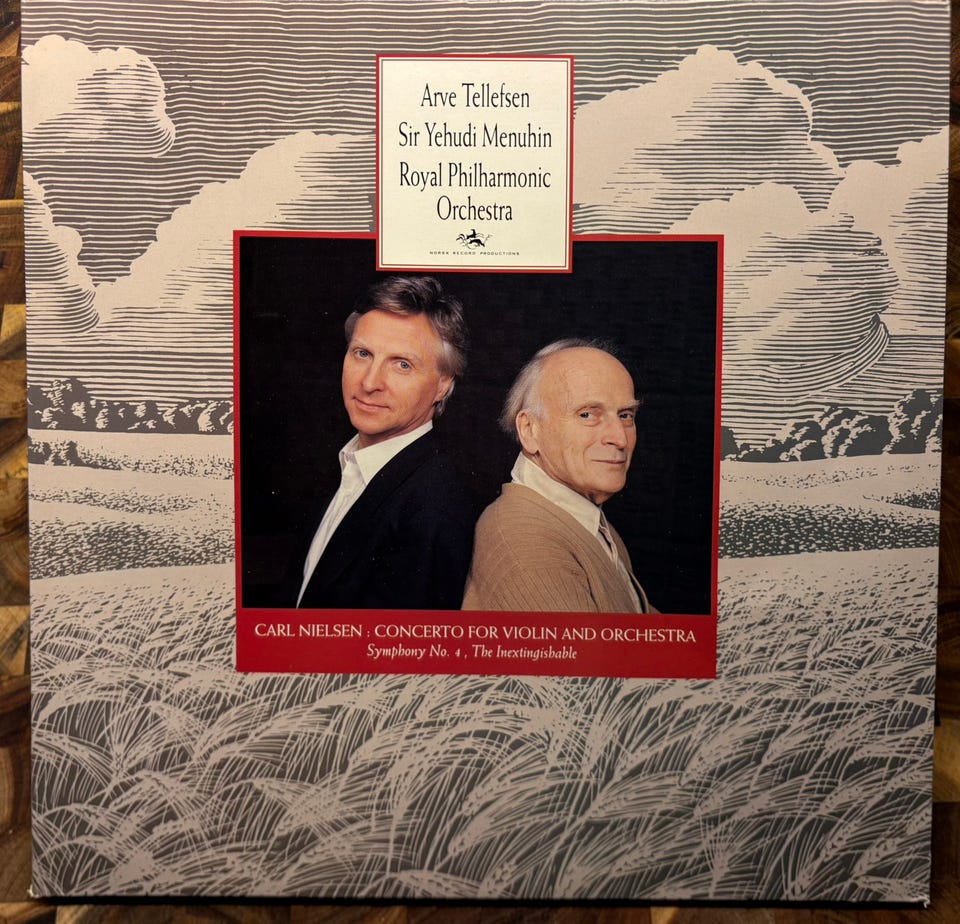 Arve Tellefsen
Sir Yehudi Menuhin
Royal Philharmonic
Orchestra
NORSK RECORD PRODUCTIONS
CARL NIELSEN : CONCERTO FOR VIOLIN AND ORCHESTRA
Symphony No. 4 , The Inextingishable